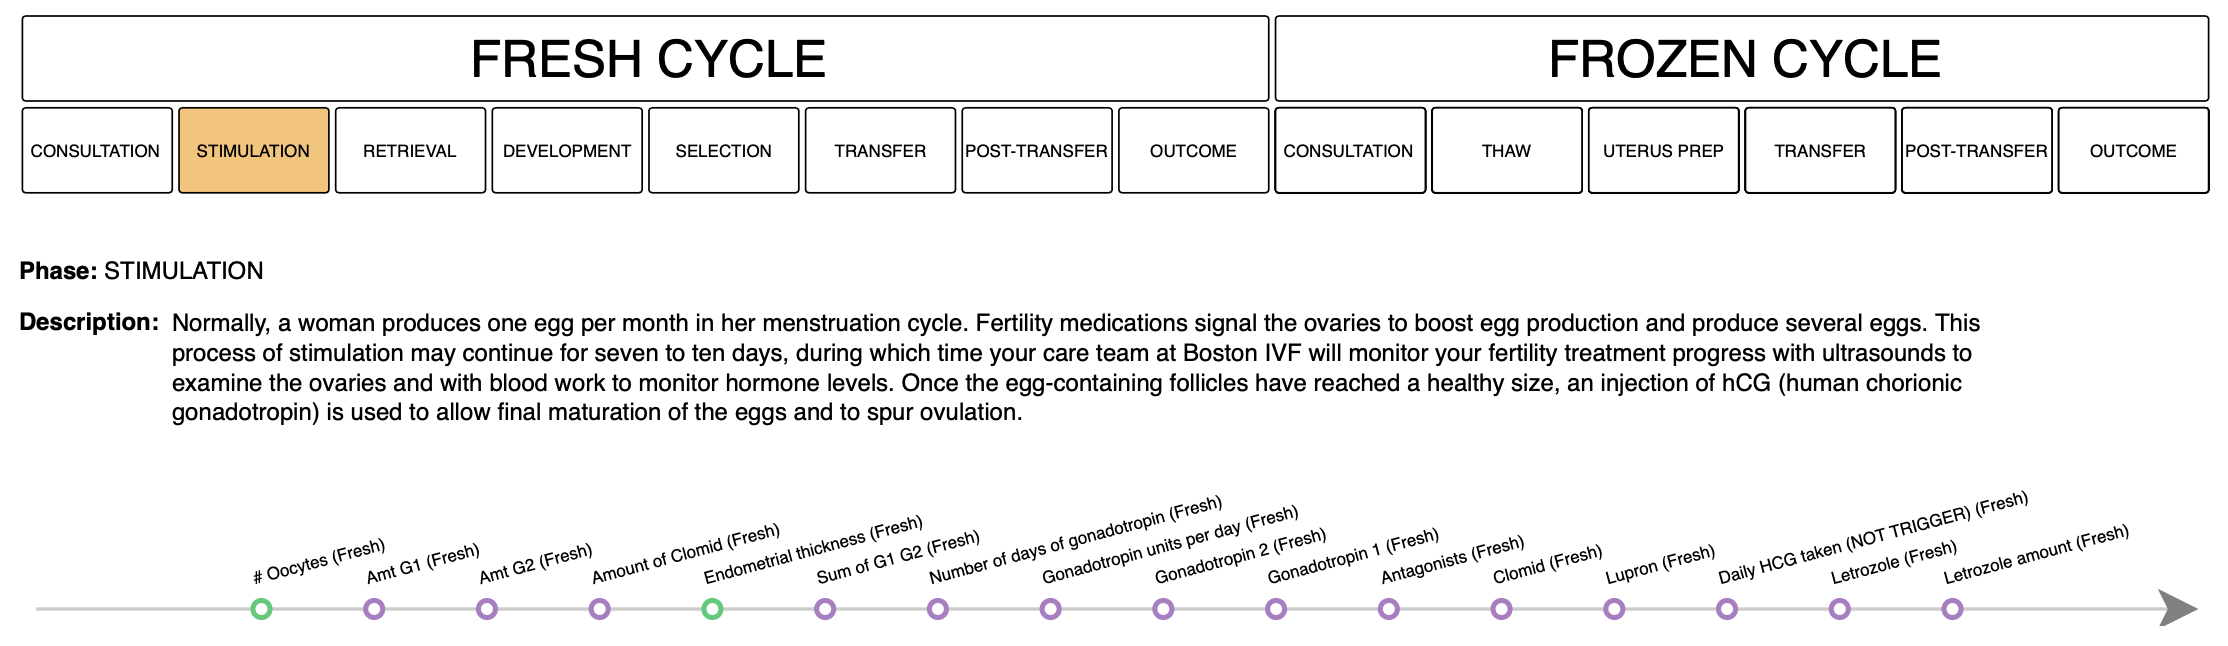 FRESH CYCLE
FROZEN CYCLE
CONSULTATION
STIMULATION
RETRIEVAL
DEVELOPMENT
SELECTION
TRANSFER
POST-TRANSFER
OUTCOME
CONSULTATION
THAW
UTERUS PREP
TRANSFER
POST-TRANSFER
OUTCOME
Phase: STIMULATION
Description: Normally, a woman produces one egg per month in her menstruation cycle. Fertility medications signal the ovaries to boost egg production and produce several eggs. This
process of stimulation may continue for seven to ten days, during which time your care team at Boston IVF will monitor your fertility treatment progress with ultrasounds to
examine the ovaries and with blood work to monitor hormone levels. Once the egg-containing follicles have reached a healthy size, an injection of hCG (human chorionic
gonadotropin) is used to allow final maturation of the eggs and to spur ovulation.
# Oocytes (Fresh)
Amt G1 (Fresh)
Amt G2 (Fresh)
Amount of Clomid (Fresh)
Endometrial thickness (Fresh)
Sum of G1 G2 (Fresh)
Number of days of gonadotropin (Fresh)
Gonadotropin units per day (Fresh)
Gonadotropin 2 (Fresh)
Gonadotropin 1 (Fresh)
Antagonists (Fresh)
Clomid (Fresh)
Lupron (Fresh)
Daily HCG taken (NOT TRIGGER) (Fresh)
Letrozole (Fresh)
Letrozole amount (Fresh)